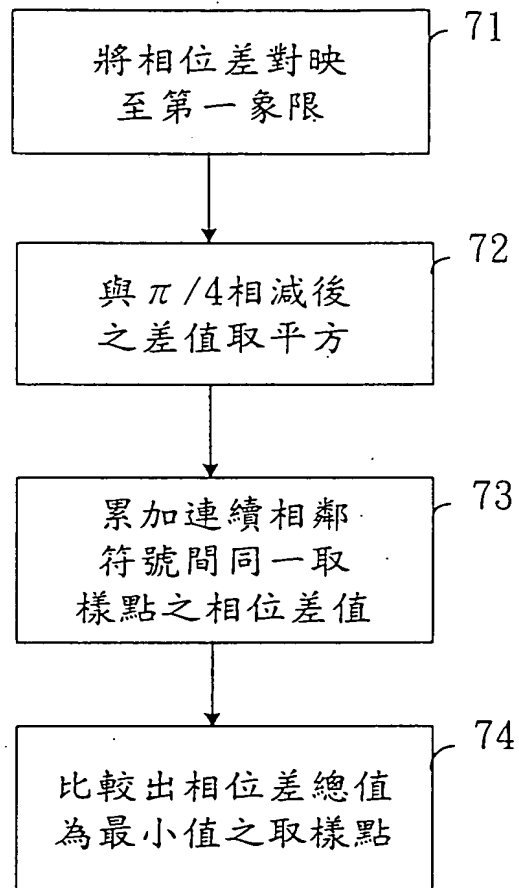 71
將相位差對映
至第一象限
72
與π/4相減後
之差值取平方
73
累加連續相鄰
符號間同一取
樣點之相位差值
74
比較出相位差總值
為最小值之取樣點